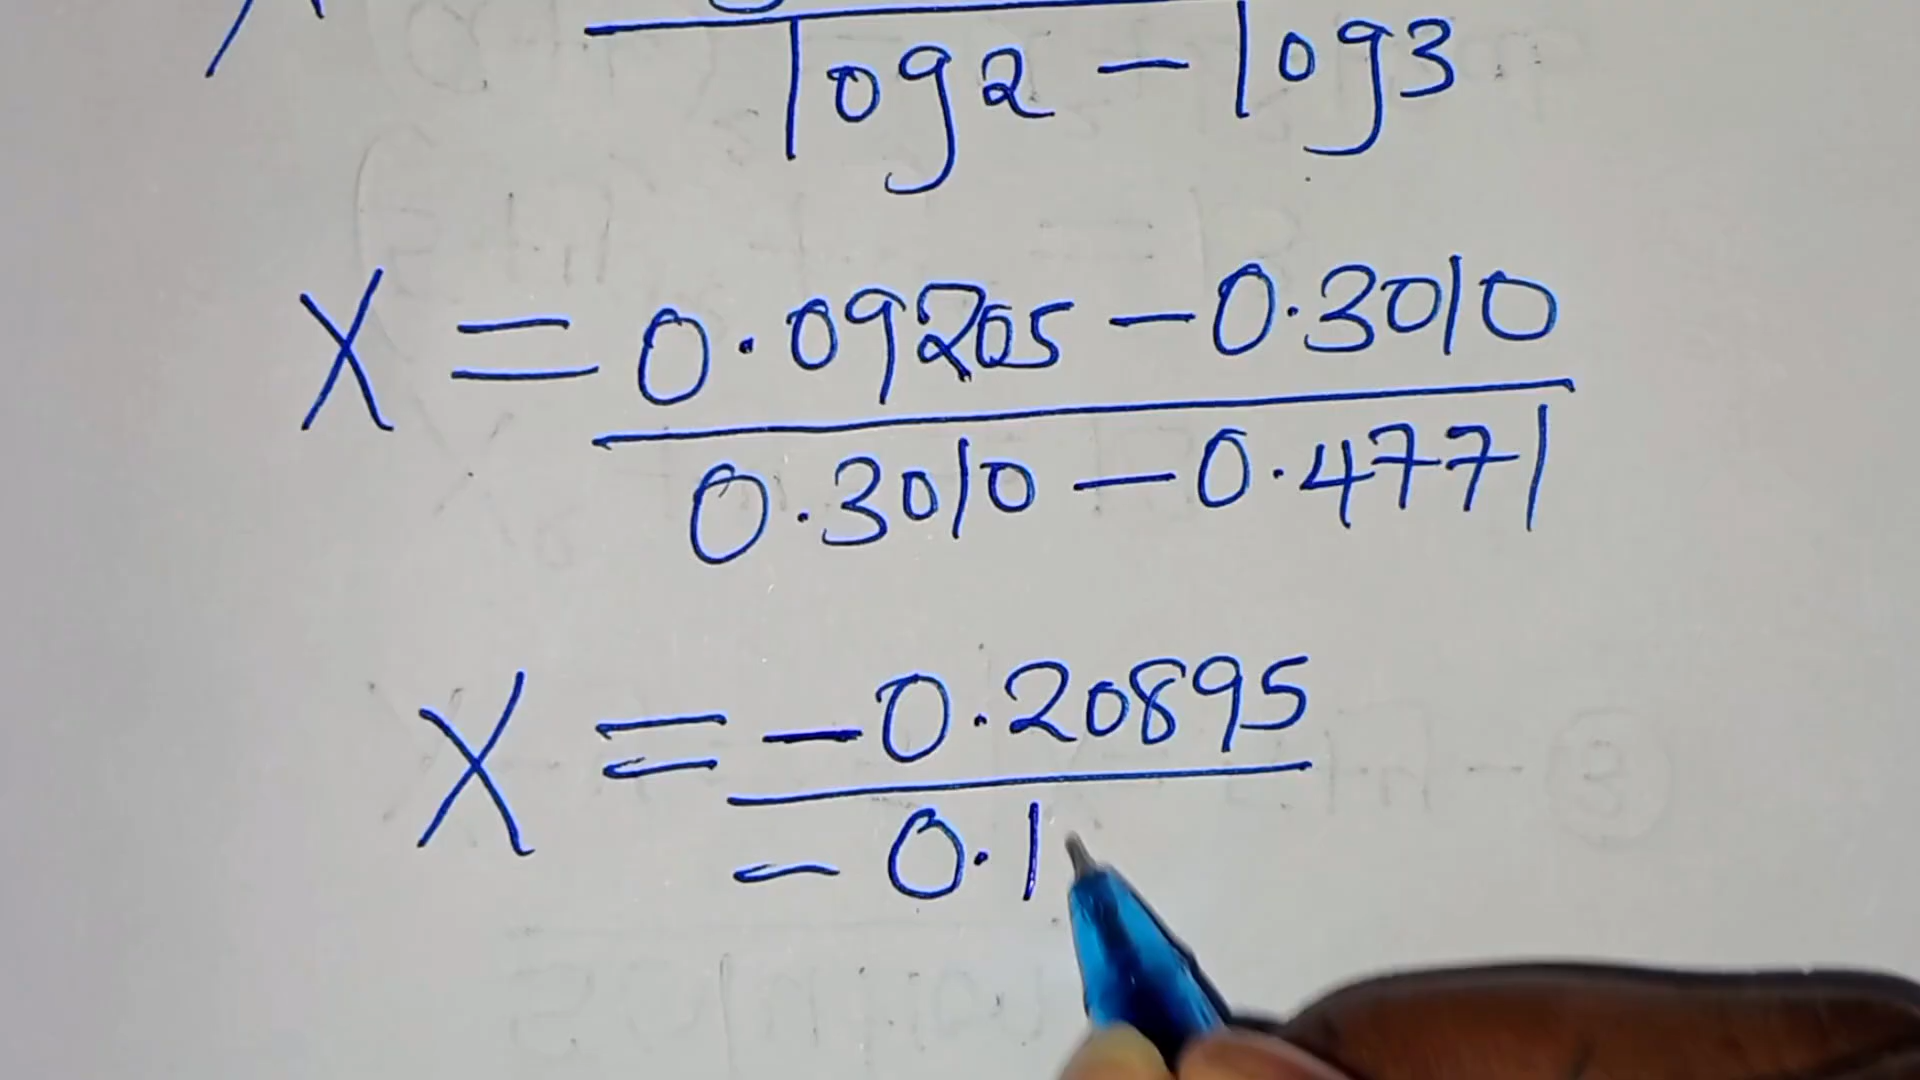 log2 - log3
X = 0.09205 - 0.3010
0.3010 - 0.4771
X = -0.20895
- 0.1